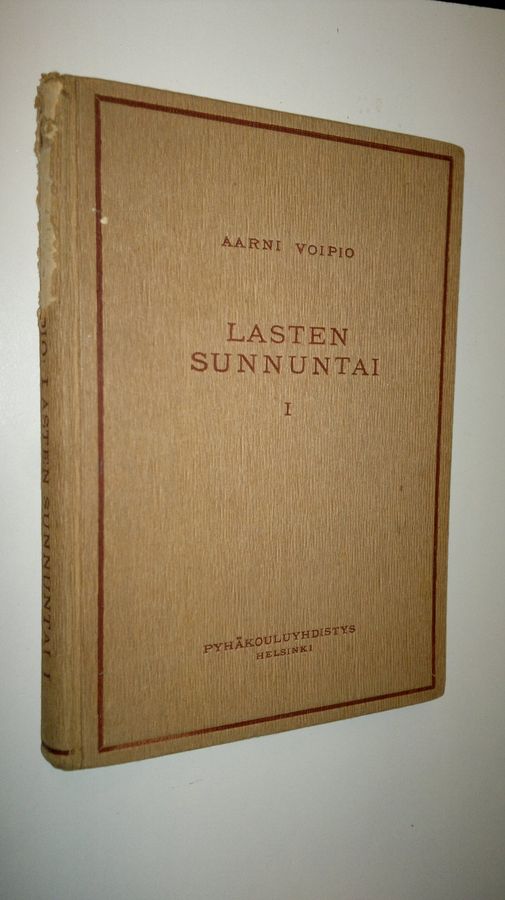 AARNI VOIPIO
LASTEN
SUNNUNTAI
I
PYHÄKOULUYHDISTYS
HELSINKI
LASTEN SUNNUNTAI I